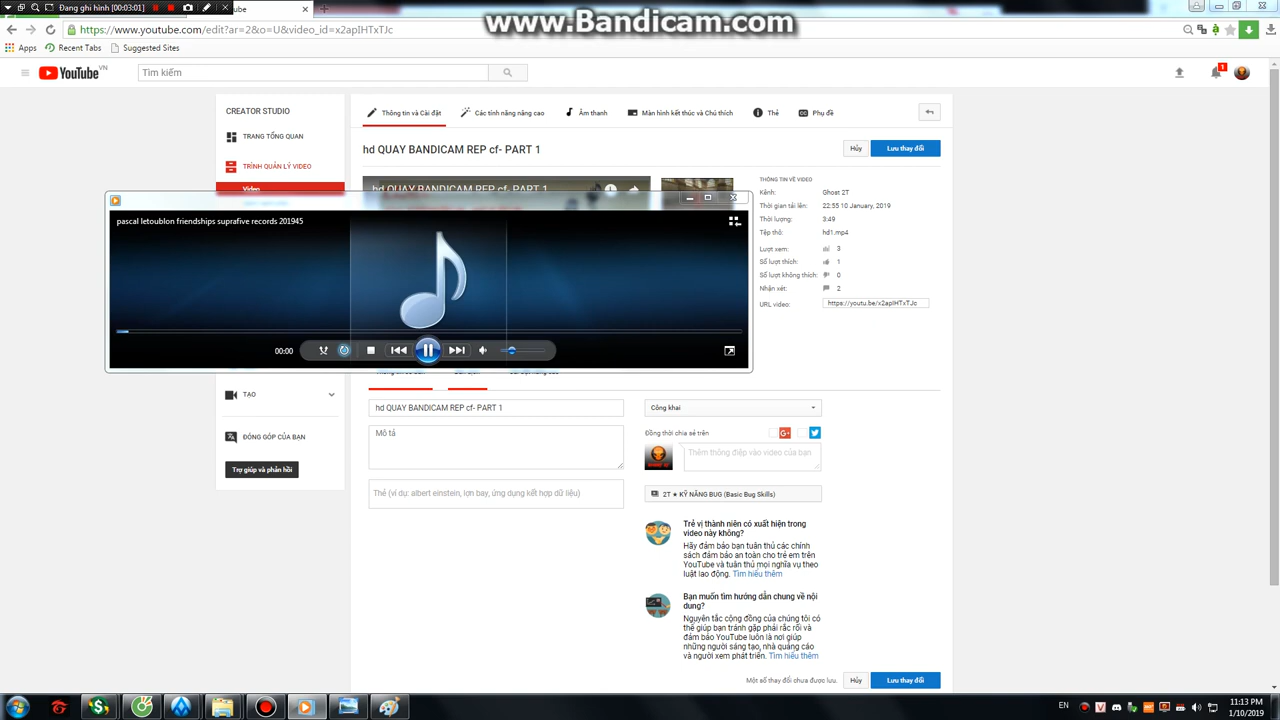 Đang ghi hình [00:03:01]
www.Bandicam.com
https://www.youtube.com/edit?ar=2&o=U&video_id=x2apIHTxTJc
Apps
Recent Tabs
Suggested Sites
YouTube VN
Tìm kiếm
1
CREATOR STUDIO
TRANG TỔNG QUAN
TRÌNH QUẢN LÝ VIDEO
Video
TẠO
ĐÓNG GÓP CỦA BẠN
Trợ giúp và phản hồi
Thông tin và Cài đặt
Các tính năng nâng cao
Âm thanh
Màn hình kết thúc và Chú thích
Thẻ
Phụ đề
hd QUAY BANDICAM REP cf- PART 1
Hủy
Lưu thay đổi
hd QUAY BANDICAM REP cf- PART 1
pascal letoublon friendships suprafive records 201945
00:00
THÔNG TIN VỀ VIDEO
Kênh: Ghost 2T
Thời gian tải lên: 22:55 10 January, 2019
Thời lượng: 3:49
Tệp thô: hd1.mp4
Lượt xem: 3
Số lượt thích: 1
Số lượt không thích: 0
Nhận xét: 2
URL video: https://youtu.be/x2apIHTxTJc
hd QUAY BANDICAM REP cf- PART 1
Mô tả
Thẻ (ví dụ: albert einstein, lợn bay, ứng dụng kết hợp dữ liệu)
Công khai
Đồng thời chia sẻ trên
Thêm thông điệp vào video của bạn
2T ★ KỸ NĂNG BUG (Basic Bug Skills)
Trẻ vị thành niên có xuất hiện trong
video này không?
Hãy đảm bảo bạn tuân thủ các chính
sách đảm bảo an toàn cho trẻ em trên
YouTube và tuân thủ mọi nghĩa vụ theo
luật lao động. Tìm hiểu thêm
Bạn muốn tìm hướng dẫn chung về nội
dung?
Nguyên tắc cộng đồng của chúng tôi có
thể giúp bạn tránh gặp phải rắc rối và
đảm bảo YouTube luôn là nơi giúp
những người sáng tạo, nhà quảng cáo
và người xem phát triển. Tìm hiểu thêm
Một số thay đổi chưa được lưu.
Hủy
Lưu thay đổi
EN
11:13 PM
1/10/2019